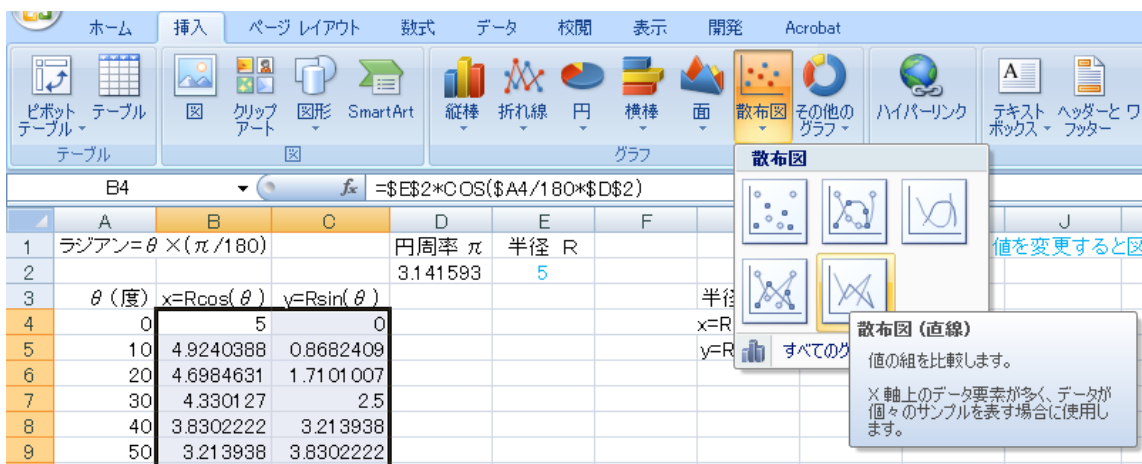 ホーム 挿入 ページ レイアウト 数式 データ 校閲 表示 開発 Acrobat
ピボット テーブル
テーブル
図
クリップ アート
図形
SmartArt
縦棒
折れ線
円
横棒
面
散布図
その他の グラフ
ハイパーリンク
テキスト ボックス
ヘッダーと フッター
ワ
テーブル 図 グラフ
散布図
B4 fx =$E$2*COS($A4/180*$D$2)
A B C D E F J
1 ラジアン=θ×(π/180) 円周率 π 半径 R 値を変更すると図
2 3.141593 5
3 θ(度) x=Rcos(θ) y=Rsin(θ) 半径
4 0 5 0 x=R
5 10 4.9240388 0.8682409 y=R
6 20 4.6984631 1.7101007
7 30 4.330127 2.5
8 40 3.8302222 3.213938
9 50 3.213938 3.8302222
すべてのグ
散布図 (直線)
値の組を比較します。
X 軸上のデータ要素が多く、データが
個々のサンプルを表す場合に使用し
ます。